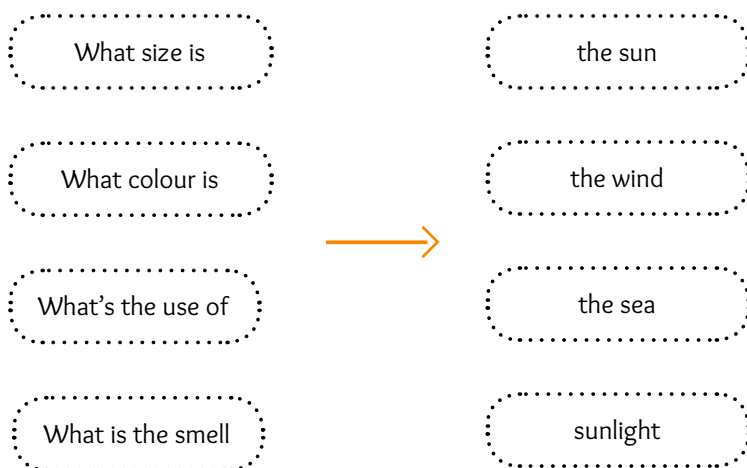 What size is
the sun
What colour is
the wind
What's the use of
the sea
What is the smell
sunlight